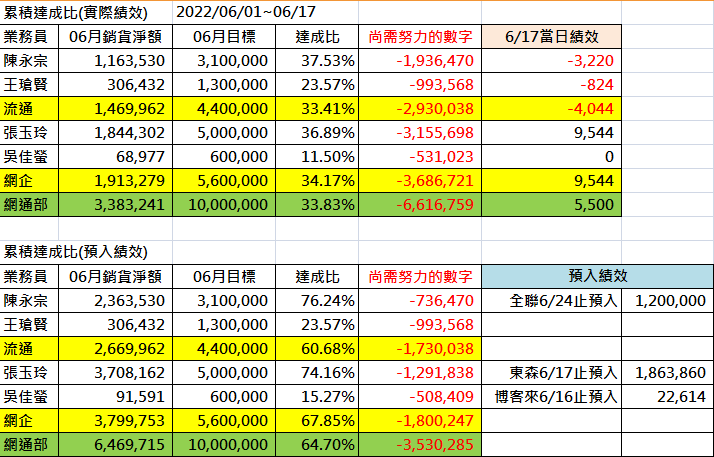 累積達成比(實際績效) 2022/06/01~06/17
業務員 06月銷貨淨額 06月目標 達成比 尚需努力的數字 6/17當日績效
陳永宗 1,163,530 3,100,000 37.53% -1,936,470 -3,220
王瑲賢 306,432 1,300,000 23.57% -993,568 -824
流通 1,469,962 4,400,000 33.41% -2,930,038 -4,044
張玉玲 1,844,302 5,000,000 36.89% -3,155,698 9,544
吳佳螢 68,977 600,000 11.50% -531,023 0
網企 1,913,279 5,600,000 34.17% -3,686,721 9,544
網通部 3,383,241 10,000,000 33.83% -6,616,759 5,500
累積達成比(預入績效)
業務員 06月銷貨淨額 06月目標 達成比 尚需努力的數字 預入績效
陳永宗 2,363,530 3,100,000 76.24% -736,470 全聯6/24止預入 1,200,000
王瑲賢 306,432 1,300,000 23.57% -993,568
流通 2,669,962 4,400,000 60.68% -1,730,038
張玉玲 3,708,162 5,000,000 74.16% -1,291,838 東森6/17止預入 1,863,860
吳佳螢 91,591 600,000 15.27% -508,409 博客來6/16止預入 22,614
網企 3,799,753 5,600,000 67.85% -1,800,247
網通部 6,469,715 10,000,000 64.70% -3,530,285